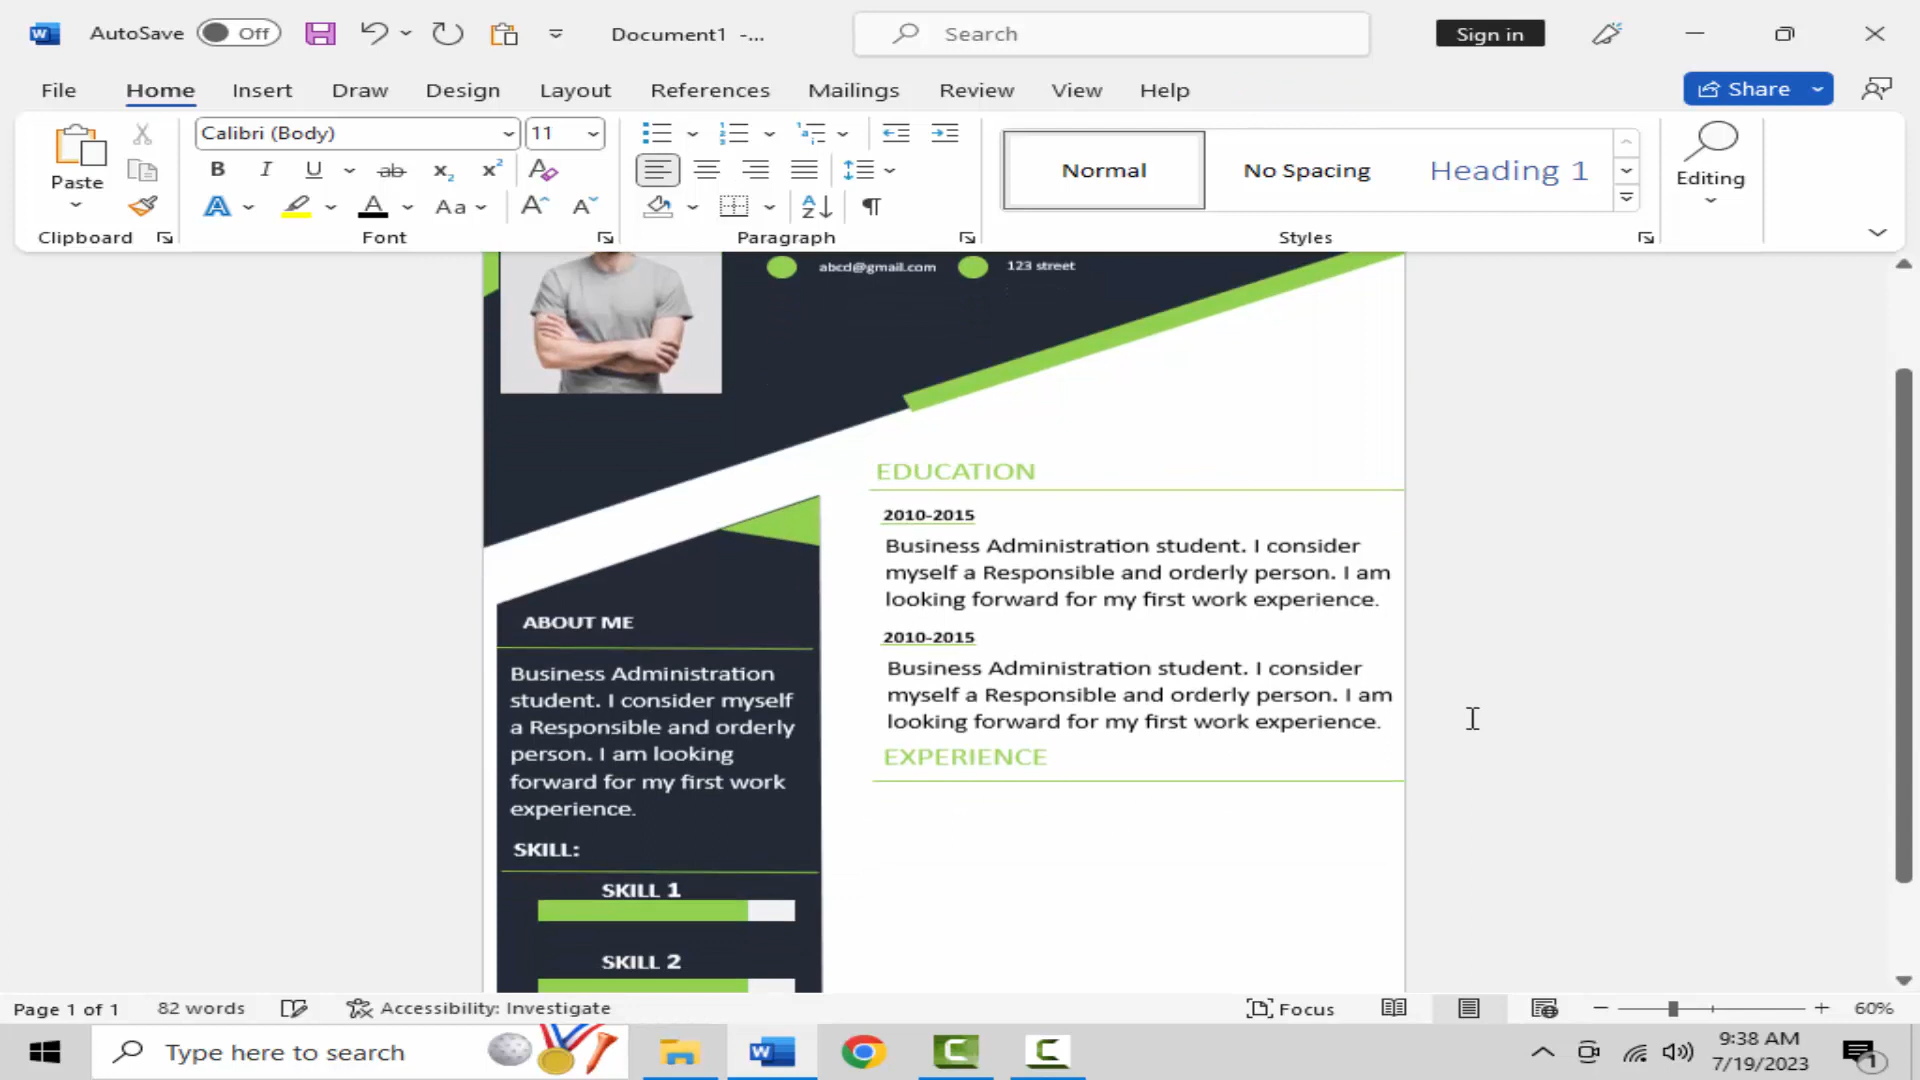 AutoSave Off Document1 -... Search Sign in
File Home Insert Draw Design Layout References Mailings Review View Help Share
Paste Calibri (Body) 11 Normal No Spacing Heading 1 Editing
Clipboard Font Paragraph Styles
abcd@gmail.com 123 street
EDUCATION
2010-2015
Business Administration student. I consider
myself a Responsible and orderly person. I am
looking forward for my first work experience.
2010-2015
Business Administration student. I consider
myself a Responsible and orderly person. I am
looking forward for my first work experience.
EXPERIENCE
ABOUT ME
Business Administration
student. I consider myself
a Responsible and orderly
person. I am looking
forward for my first work
experience.
SKILL:
SKILL 1
SKILL 2
Page 1 of 1 82 words Accessibility: Investigate Focus 60%
Type here to search 9:38 AM
7/19/2023